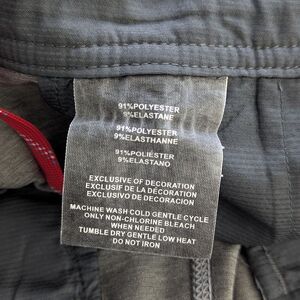 91%POLYESTER
9%ELASTANE
91%POLYESTER
9%ELASTHANNE
91%POLIÉSTER
9%ELASTANO
EXCLUSIVE OF DECORATION
EXCLUSIF DE LA DÉCORATION
EXCLUSIVO DE DECORACION
MACHINE WASH COLD GENTLE CYCLE
ONLY NON-CHLORINE BLEACH
WHEN NEEDED
TUMBLE DRY GENTLE LOW HEAT
DO NOT IRON